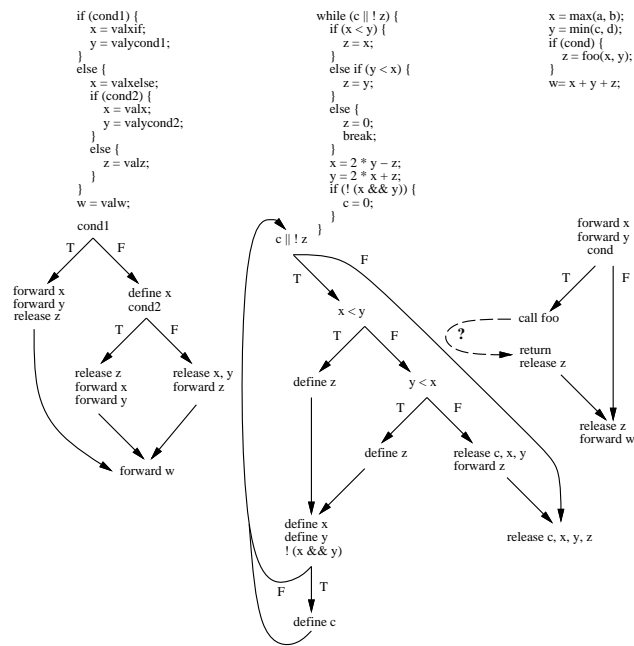 if (cond1) {
x = valxif;
y = valycond1;
}
else {
x = valxelse;
if (cond2) {
x = valx;
y = valycond2;
}
else {
z = valz;
}
}
w = valw;
cond1
T
F
forward x
forward y
release z
define x
cond2
T
F
release z
forward x
forward y
release x, y
forward z
forward w
while (c || ! z) {
if (x < y) {
z = x;
}
else if (y < x) {
z = y;
}
else {
z = 0;
break;
}
x = 2 * y − z;
y = 2 * x + z;
if (! (x && y)) {
c = 0;
}
}
c || ! z
T
F
x < y
T
F
define z
y < x
T
F
define z
release c, x, y
forward z
define x
define y
! (x && y)
F
T
define c
release c, x, y, z
x = max(a, b);
y = min(c, d);
if (cond) {
z = foo(x, y);
}
w= x + y + z;
forward x
forward y
cond
T
F
call foo
?
return
release z
release z
forward w